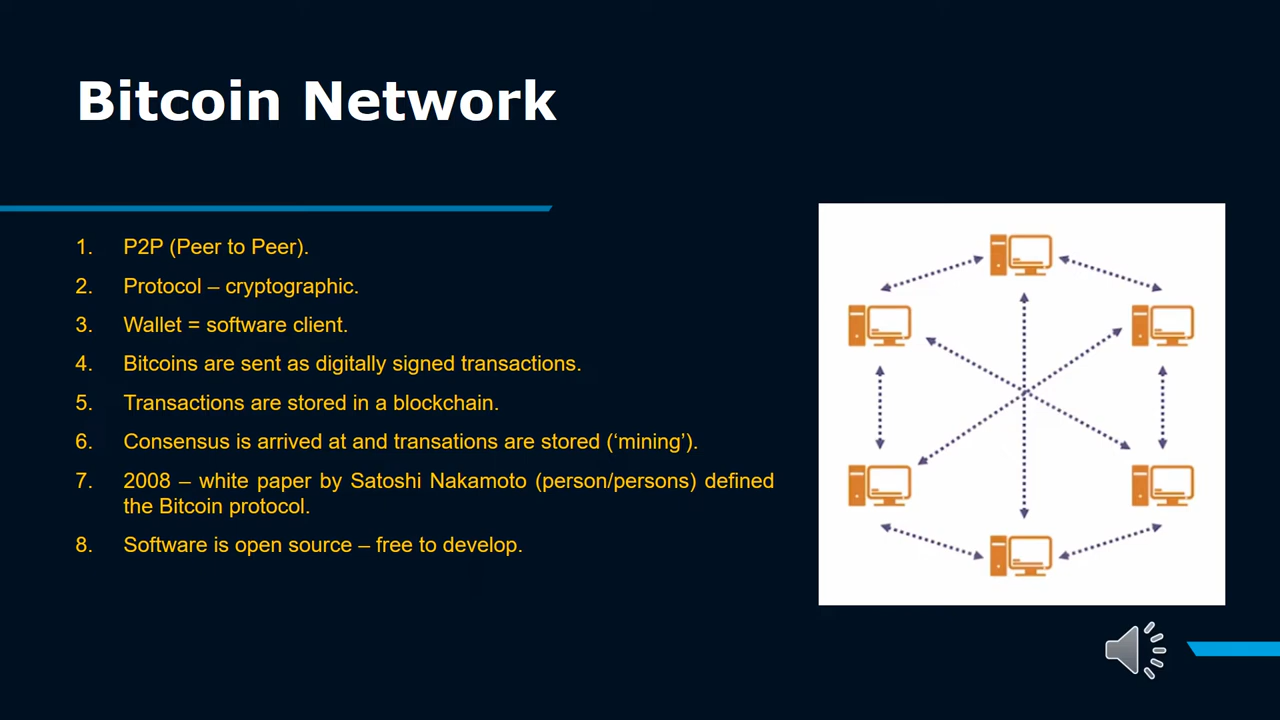 Bitcoin Network
1. P2P (Peer to Peer).
2. Protocol – cryptographic.
3. Wallet = software client.
4. Bitcoins are sent as digitally signed transactions.
5. Transactions are stored in a blockchain.
6. Consensus is arrived at and transations are stored (‘mining’).
7. 2008 – white paper by Satoshi Nakamoto (person/persons) defined
the Bitcoin protocol.
8. Software is open source – free to develop.